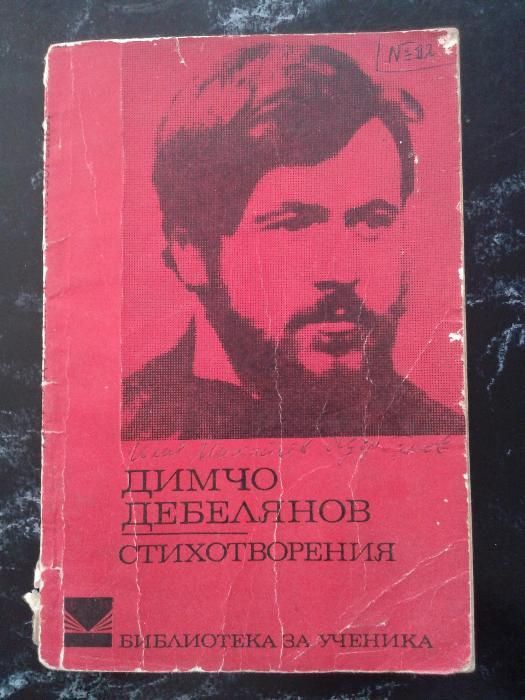 № 82
ДИМЧО
ДЕБЕЛЯНОВ
СТИХОТВОРЕНИЯ
БИБЛИОТЕКА ЗА УЧЕНИКА